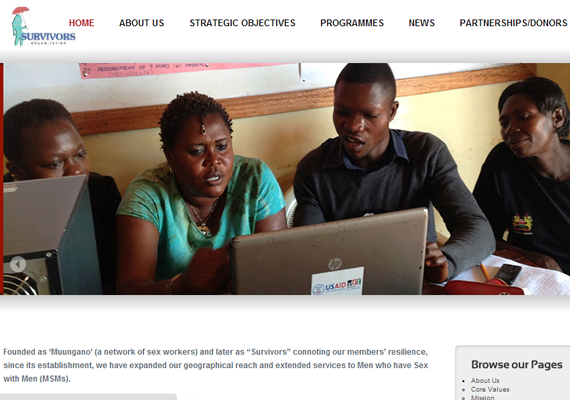 SURVIVORS
ORGANIZATION
HOME ABOUT US STRATEGIC OBJECTIVES PROGRAMMES NEWS PARTNERSHIPS/DONORS
hp
USAID
Founded as ‘Muungano’ (a network of sex workers) and later as “Survivors” connoting our members’ resilience,
since its establishment, we have expanded our geographical reach and extended services to Men who have Sex
with Men (MSMs).
Browse our Pages
About Us
Core Values
Mission